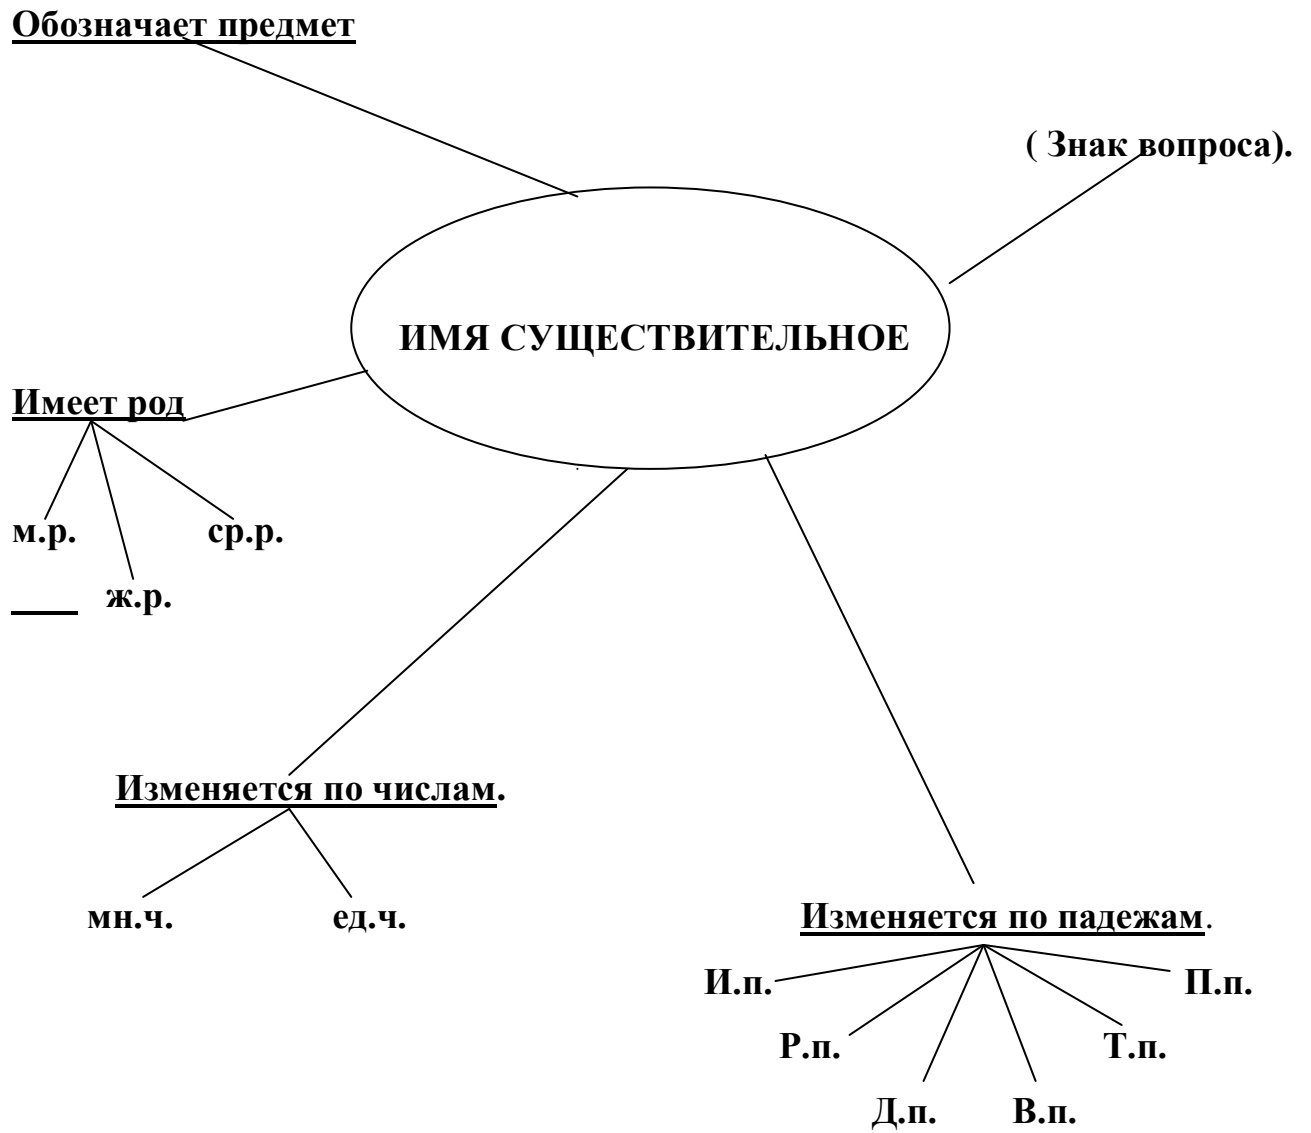 Обозначает предмет
( Знак вопроса).
ИМЯ СУЩЕСТВИТЕЛЬНОЕ
Имеет род
м.р. ср.р.
ж.р.
Изменяется по числам.
мн.ч. ед.ч.
Изменяется по падежам.
И.п. П.п.
Р.п. Т.п.
Д.п. В.п.